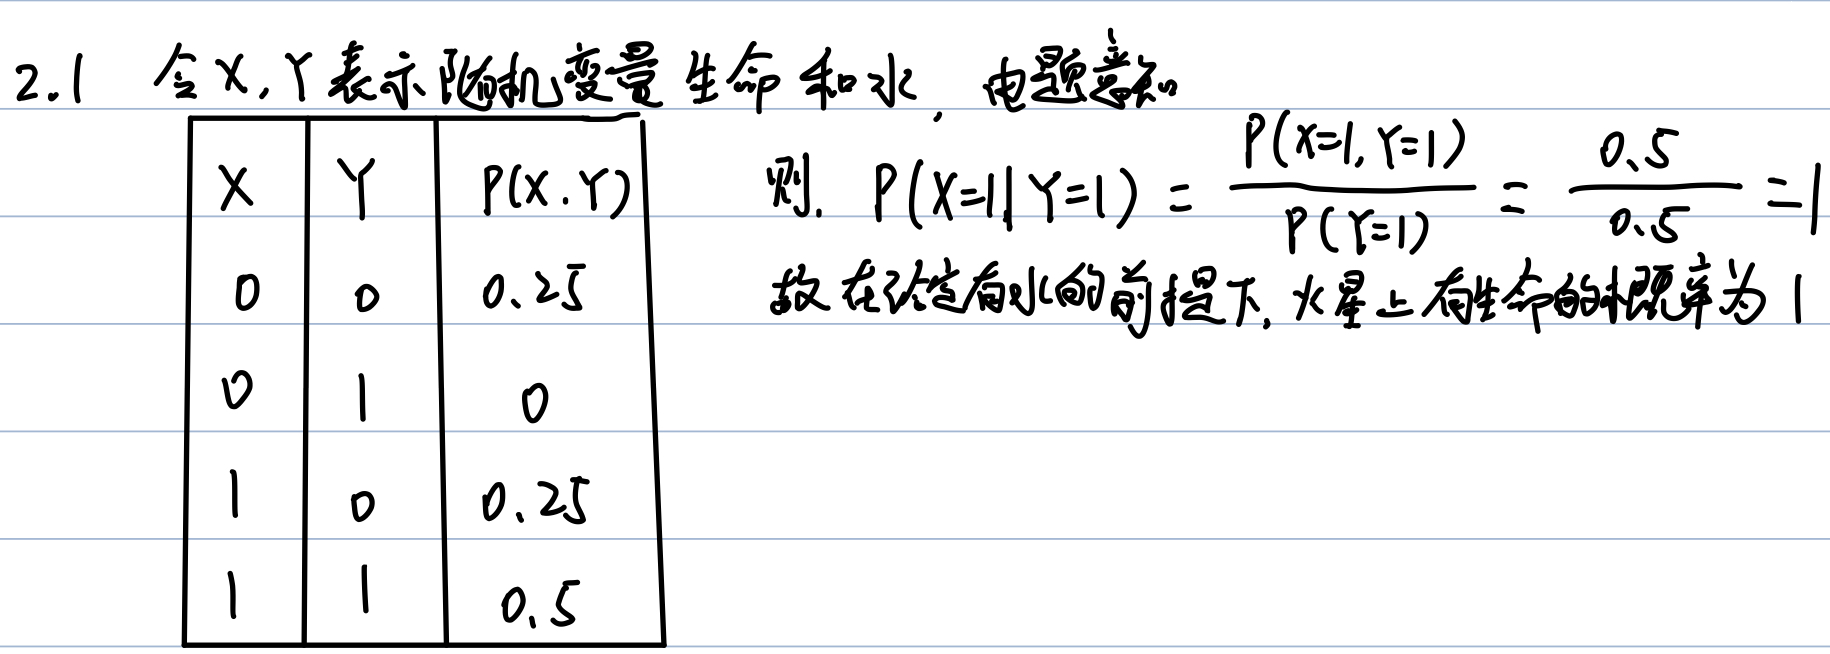 2.1 令X,Y表示随机变量生命和水,由题意知
X Y P(X.Y)
0 0 0.25
0 1 0
1 0 0.25
1 1 0.5
则. P(X=1|Y=1) = P(X=1,Y=1) / P(Y=1) = 0.5 / 0.5 = 1
故在给定有水的前提下,火星上有生命的概率为1